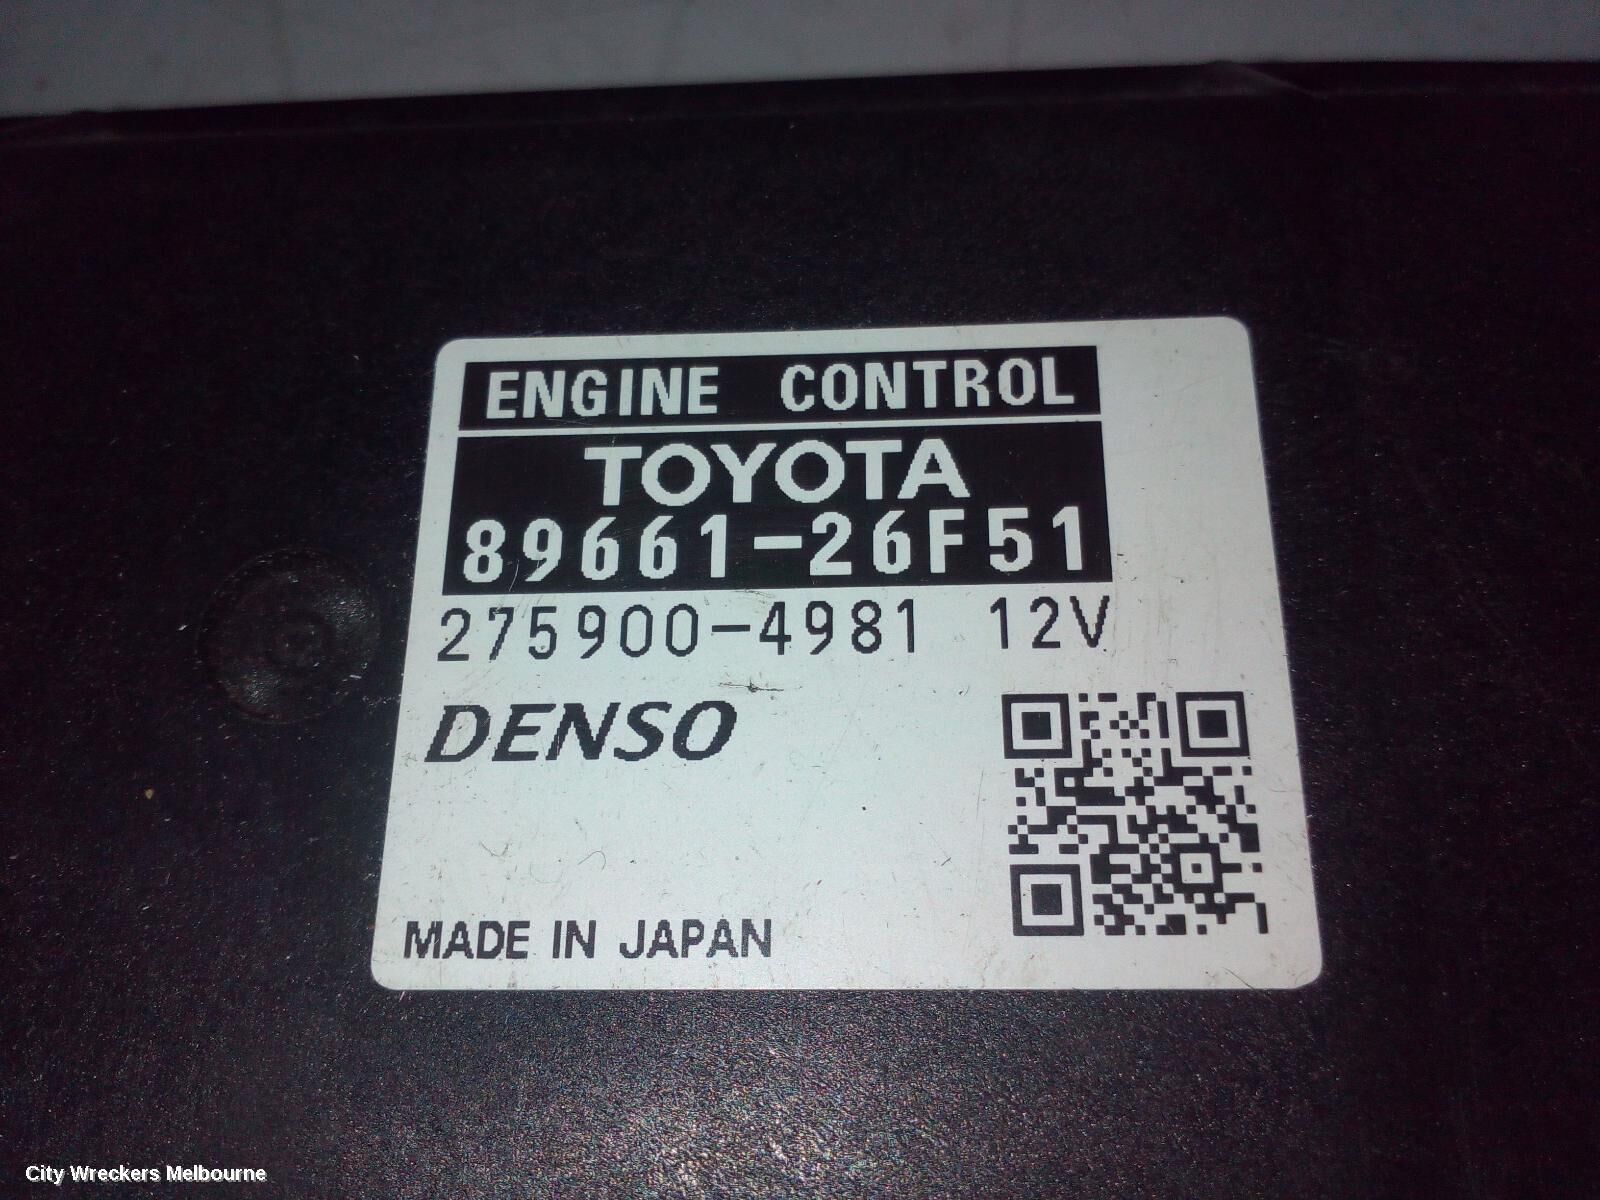 ENGINE CONTROL
TOYOTA
89661-26F51
275900-4981 12V
DENSO
MADE IN JAPAN
City Wreckers Melbourne